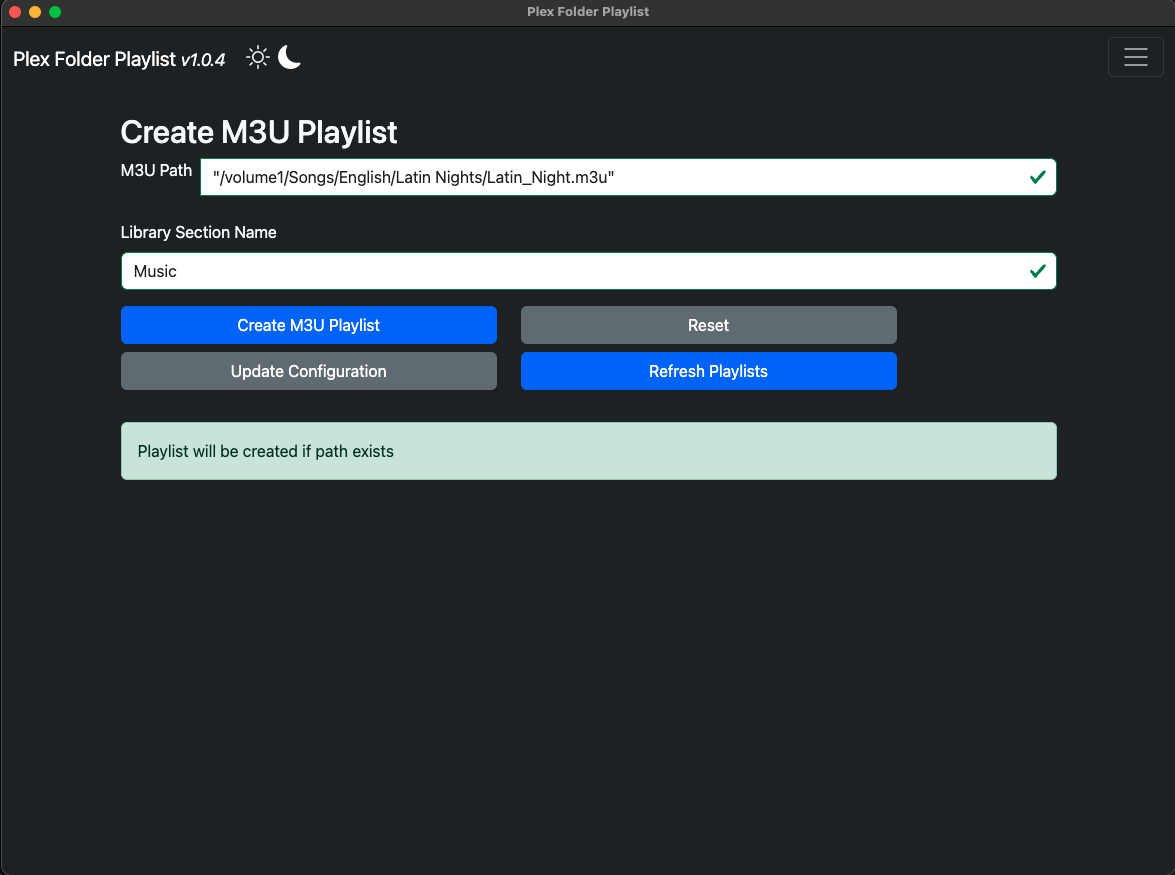 Plex Folder Playlist
Plex Folder Playlist v1.0.4
Create M3U Playlist
M3U Path
"/volume1/Songs/English/Latin Nights/Latin_Night.m3u"
Library Section Name
Music
Create M3U Playlist
Reset
Update Configuration
Refresh Playlists
Playlist will be created if path exists